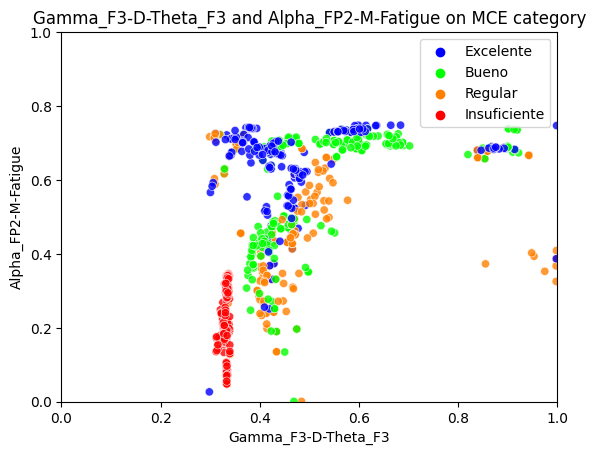 Gamma_F3-D-Theta_F3 and Alpha_FP2-M-Fatigue on MCE category
Excelente
Bueno
Regular
Insuficiente
Alpha_FP2-M-Fatigue
1.0
0.8
0.6
0.4
0.2
0.0
0.0 0.2 0.4 0.6 0.8 1.0
Gamma_F3-D-Theta_F3